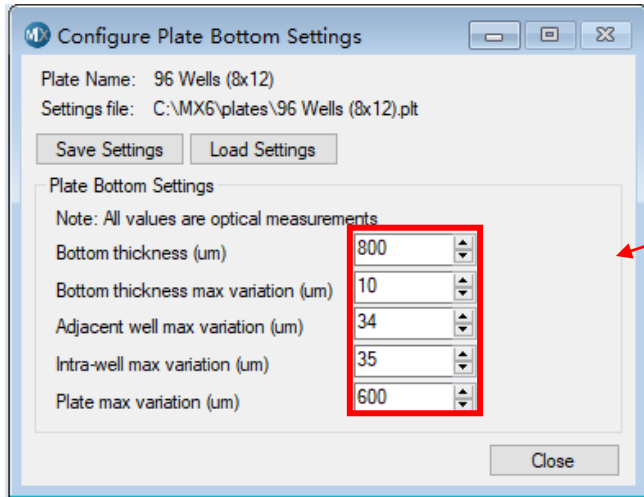 MX Configure Plate Bottom Settings
Plate Name: 96 Wells (8x12)
Settings file: C:\MX6\plates\96 Wells (8x12).plt
Save Settings Load Settings
Plate Bottom Settings
Note: All values are optical measurements
Bottom thickness (um) 800
Bottom thickness max variation (um) 10
Adjacent well max variation (um) 34
Intra-well max variation (um) 35
Plate max variation (um) 600
Close